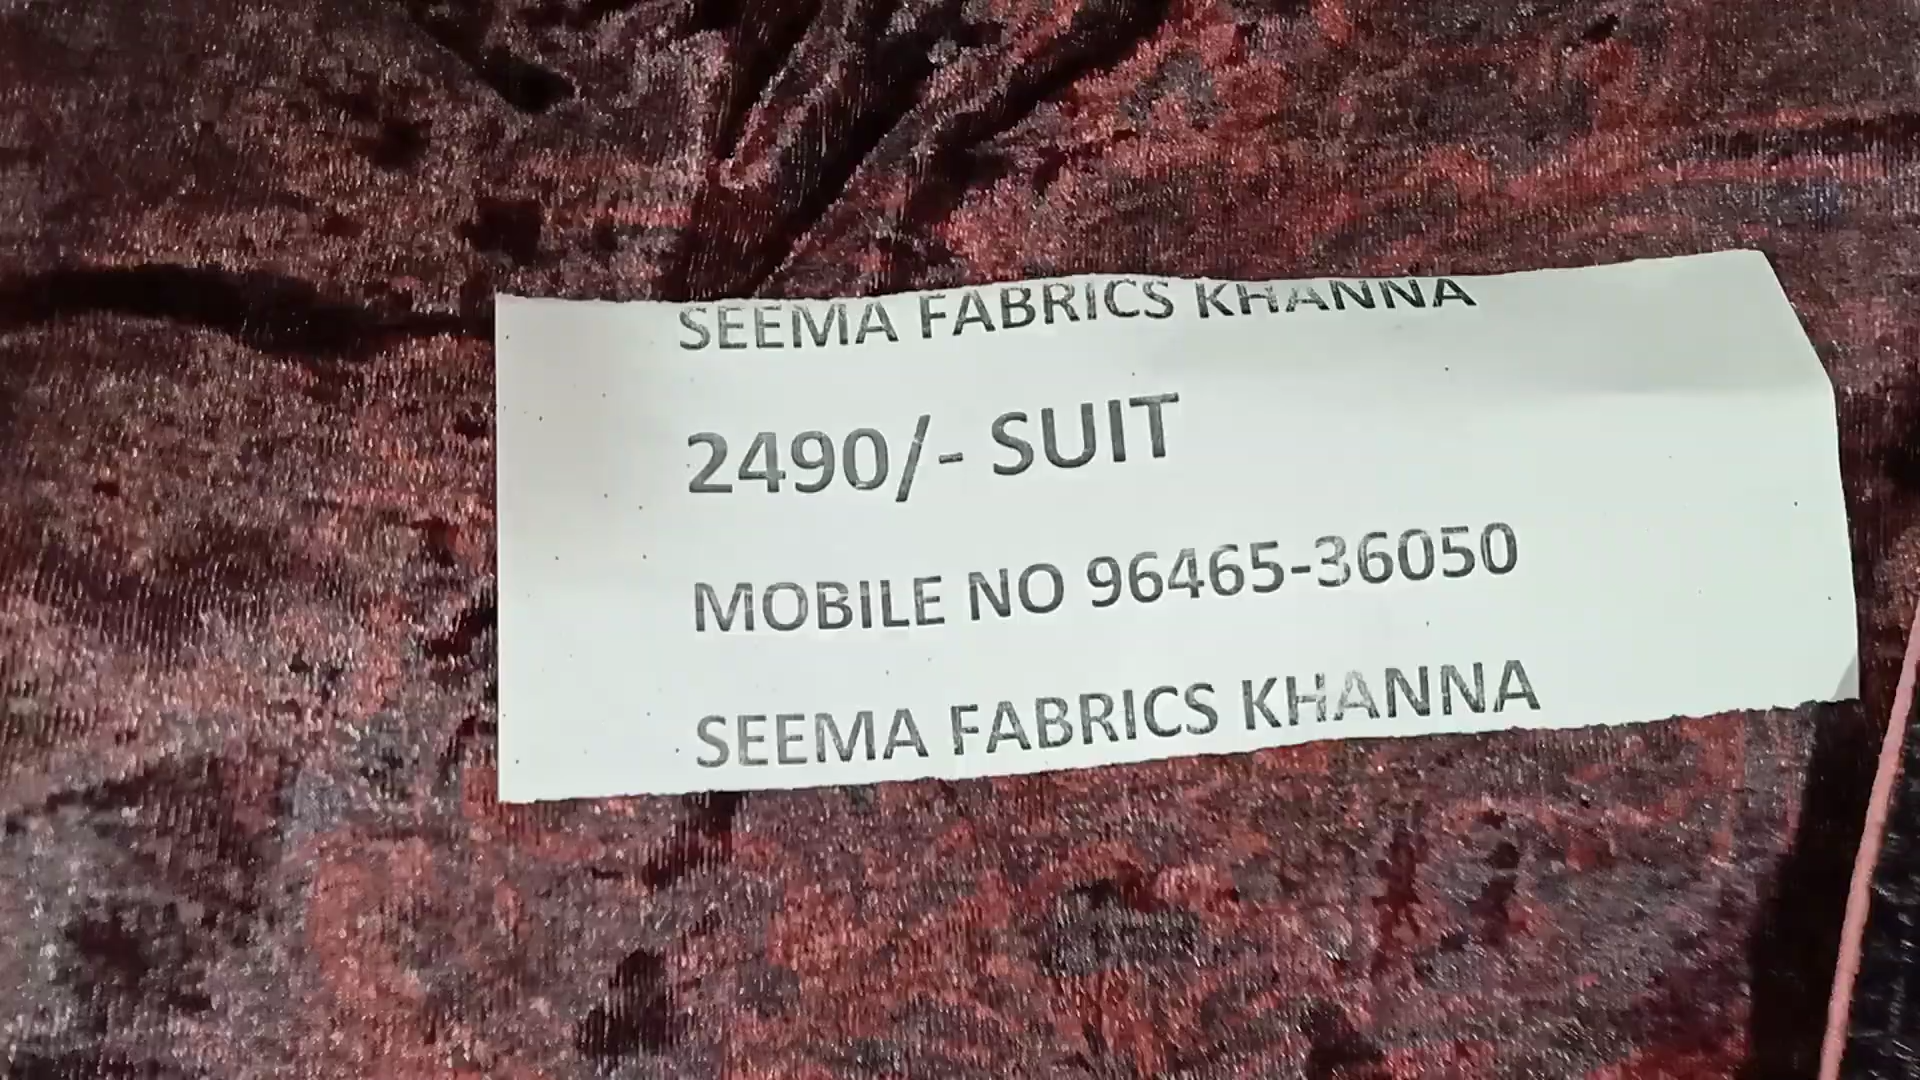 SEEMA FABRICS KHANNA
2490/- SUIT
MOBILE NO 96465-36050
SEEMA FABRICS KHANNA